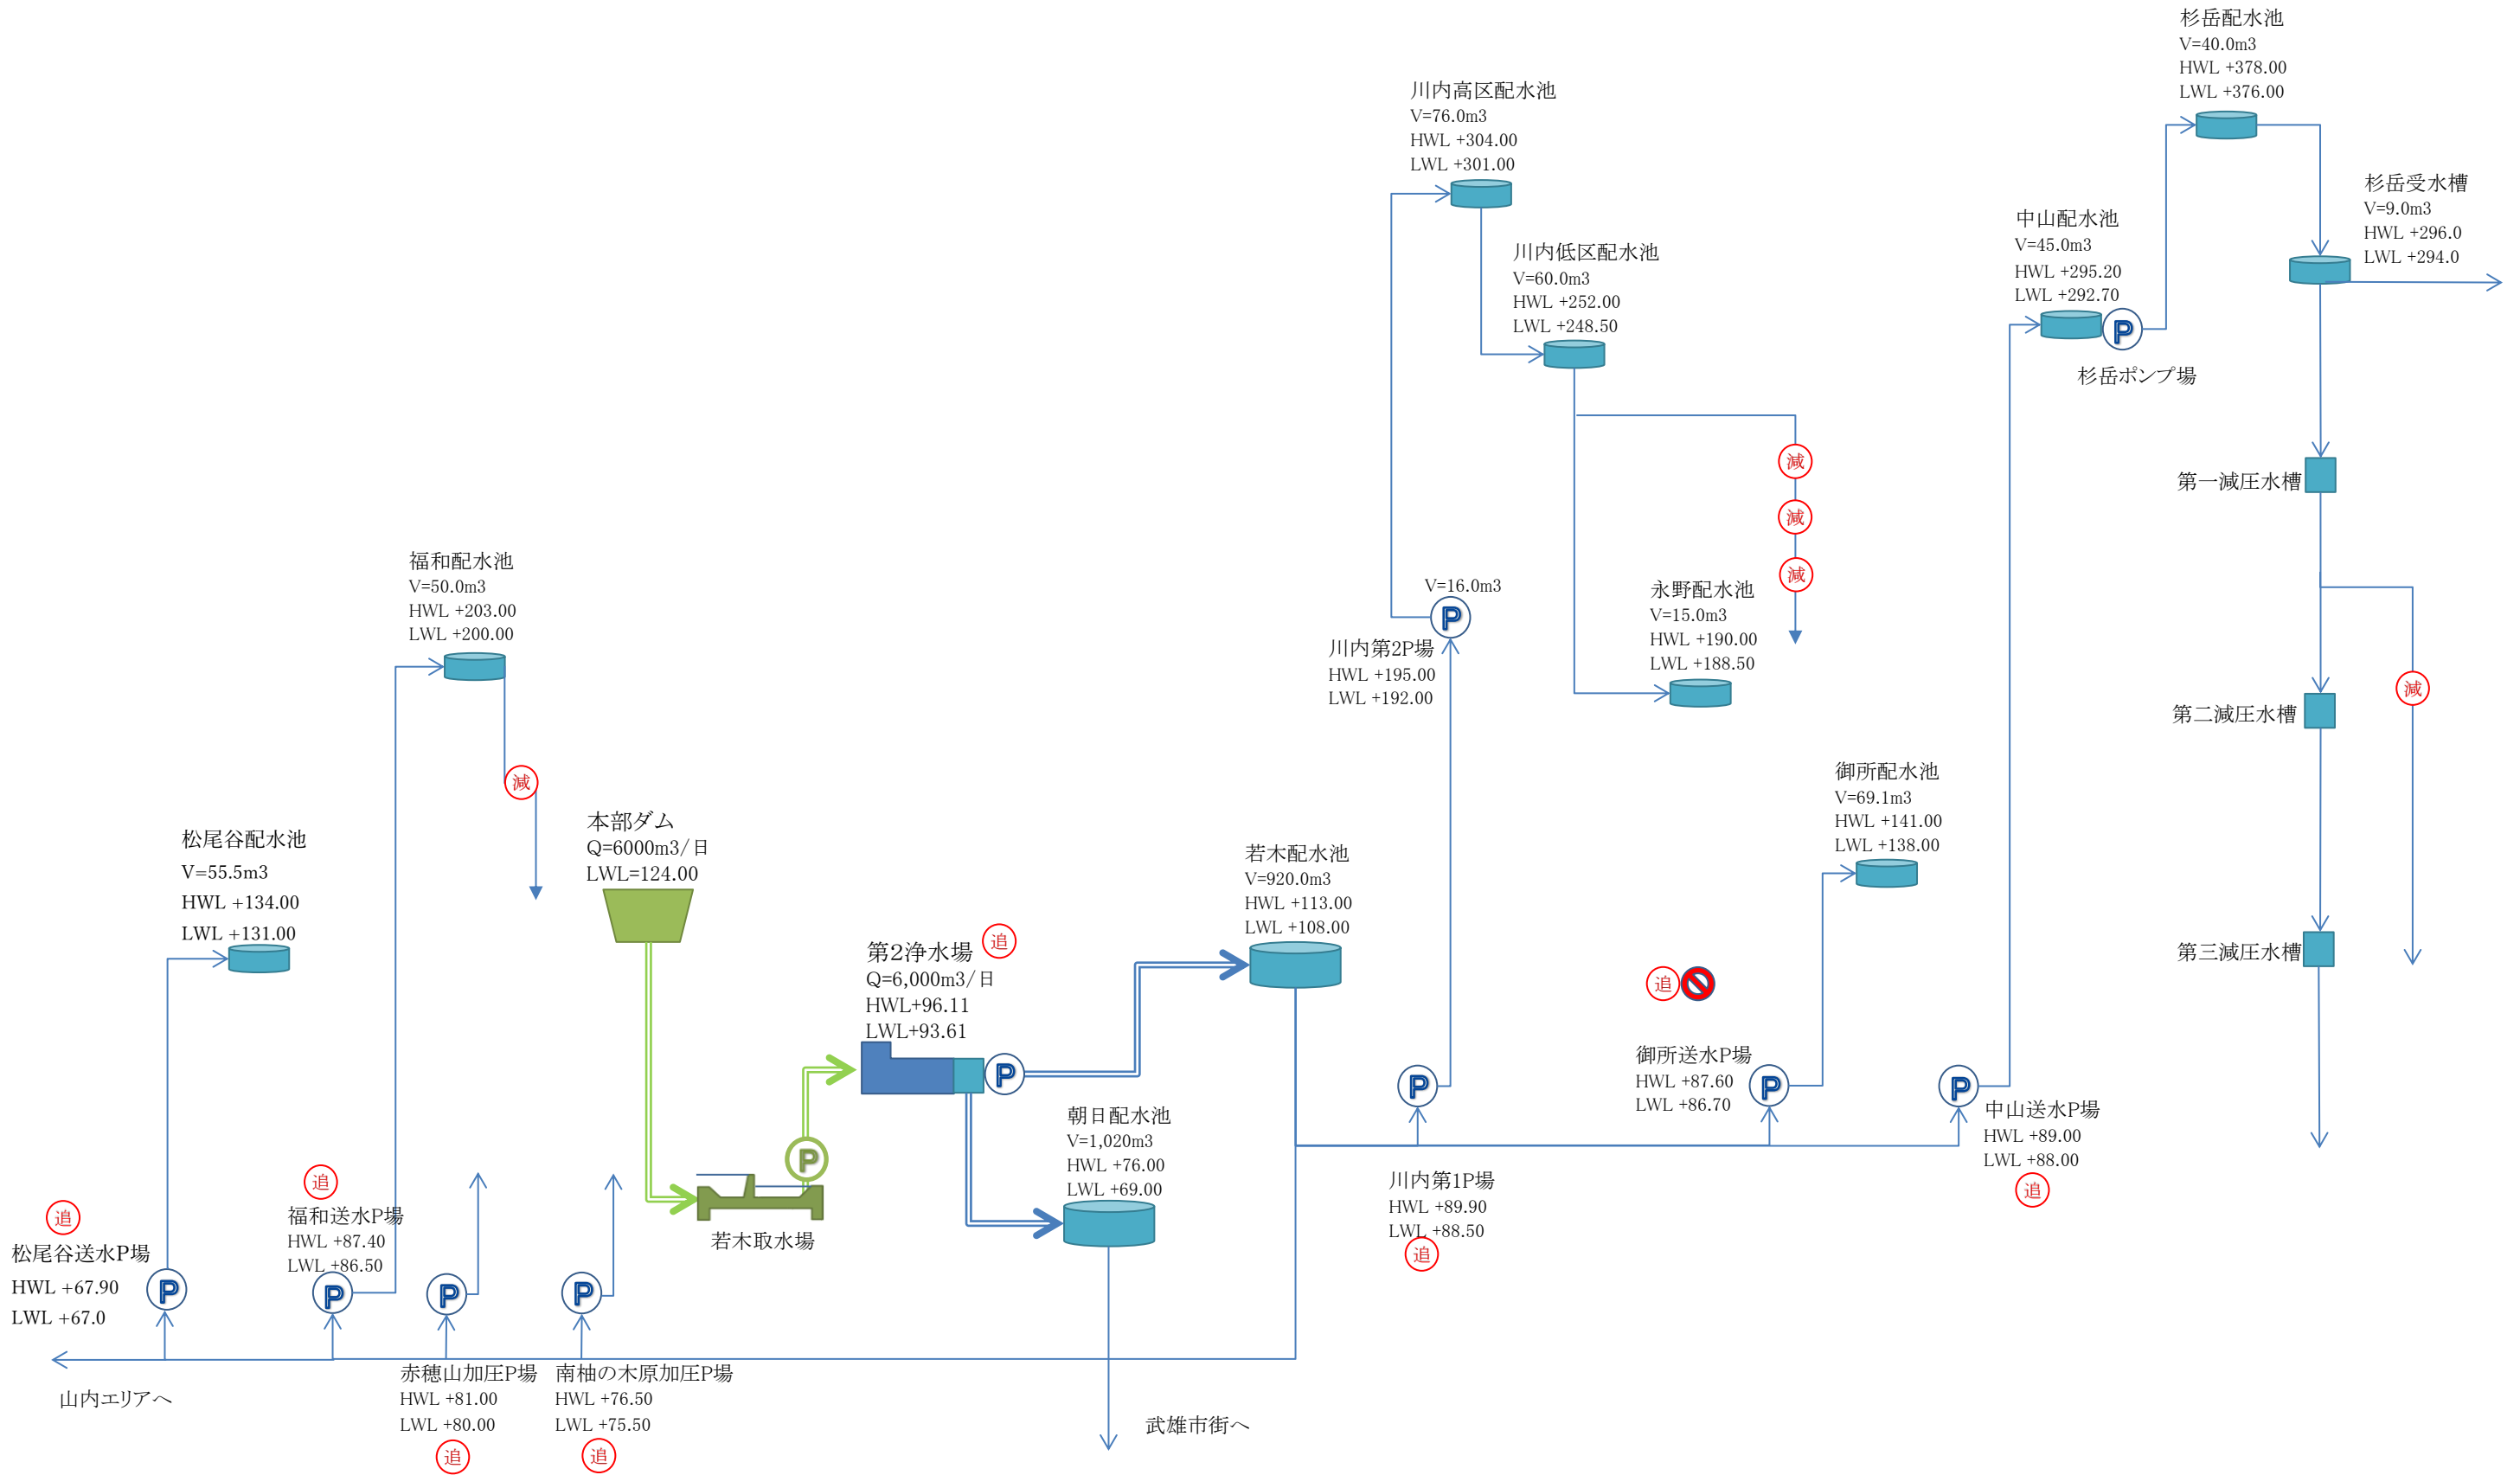 杉岳配水池
V=40.0m3
HWL +378.00
LWL +376.00
川内高区配水池
V=76.0m3
HWL +304.00
LWL +301.00
杉岳受水槽
V=9.0m3
HWL +296.0
LWL +294.0
中山配水池
V=45.0m3
HWL +295.20
LWL +292.70
P
杉岳ポンプ場
川内低区配水池
V=60.0m3
HWL +252.00
LWL +248.50
減
減
減
第一減圧水槽
福和配水池
V=50.0m3
HWL +203.00
LWL +200.00
減
V=16.0m3
P
川内第2P場
HWL +195.00
LWL +192.00
永野配水池
V=15.0m3
HWL +190.00
LWL +188.50
減
第二減圧水槽
御所配水池
V=69.1m3
HWL +141.00
LWL +138.00
松尾谷配水池
V=55.5m3
HWL +134.00
LWL +131.00
本部ダム
Q=6000m3/日
LWL=124.00
若木配水池
V=920.0m3
HWL +113.00
LWL +108.00
第2浄水場
追
Q=6,000m3/日
HWL+96.11
LWL+93.61
P
第三減圧水槽
追
御所送水P場
HWL +87.60
LWL +86.70
P
P
P
中山送水P場
HWL +89.00
LWL +88.00
追
朝日配水池
V=1,020m3
HWL +76.00
LWL +69.00
P
若木取水場
川内第1P場
HWL +89.90
LWL +88.50
追
追
松尾谷送水P場
HWL +67.90
LWL +67.0
P
追
福和送水P場
HWL +87.40
LWL +86.50
P
P
P
赤穂山加圧P場
HWL +81.00
LWL +80.00
追
南柚の木原加圧P場
HWL +76.50
LWL +75.50
追
山内エリアへ
武雄市街へ